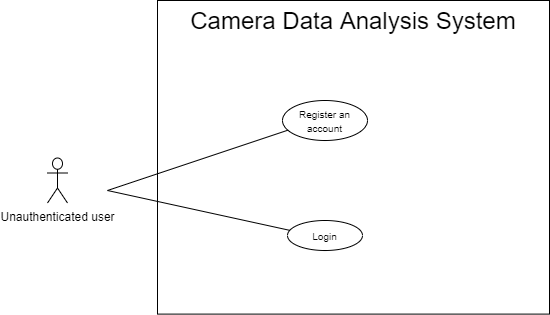 Camera Data Analysis System
Register an
account
Unauthenticated user
Login